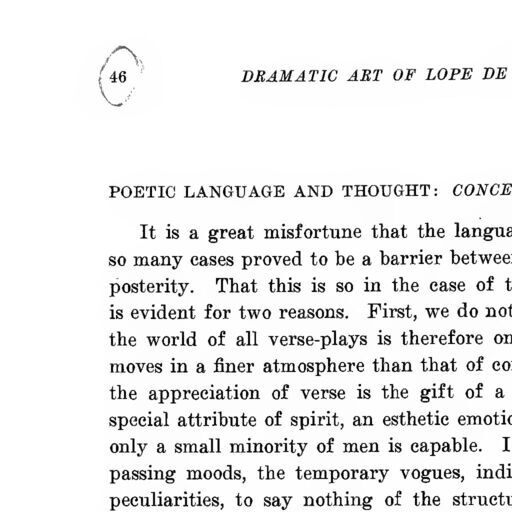 46
DRAMATIC ART OF LOPE DE
POETIC LANGUAGE AND THOUGHT: CONCE
It is a great misfortune that the langua
so many cases proved to be a barrier betwee
posterity. That this is so in the case of t
is evident for two reasons. First, we do not
the world of all verse-plays is therefore on
moves in a finer atmosphere than that of co
the appreciation of verse is the gift of a
special attribute of spirit, an esthetic emotio
only a small minority of men is capable. I
passing moods, the temporary vogues, indi
peculiarities, to say nothing of the structu